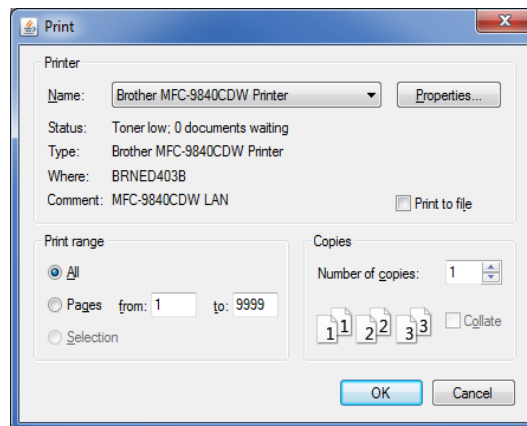 Print
Printer
Name: Brother MFC-9840CDW Printer Properties...
Status: Toner low; 0 documents waiting
Type: Brother MFC-9840CDW Printer
Where: BRNED403B
Comment: MFC-9840CDW LAN Print to file
Print range
All
Pages from: 1 to: 9999
Selection
Copies
Number of copies: 1
1 1 2 2 3 3 Collate
OK Cancel